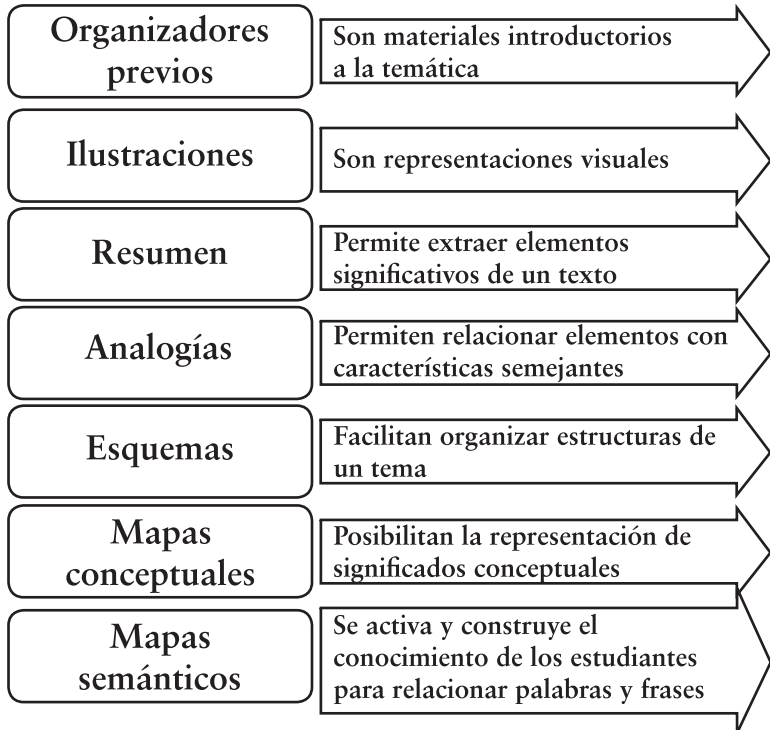 Organizadores
previos
Son materiales introductorios
a la temática
Ilustraciones
Son representaciones visuales
Resumen
Permite extraer elementos
significativos de un texto
Analogías
Permiten relacionar elementos con
características semejantes
Esquemas
Facilitan organizar estructuras de
un tema
Mapas
conceptuales
Posibilitan la representación de
significados conceptuales
Mapas
semánticos
Se activa y construye el
conocimiento de los estudiantes
para relacionar palabras y frases